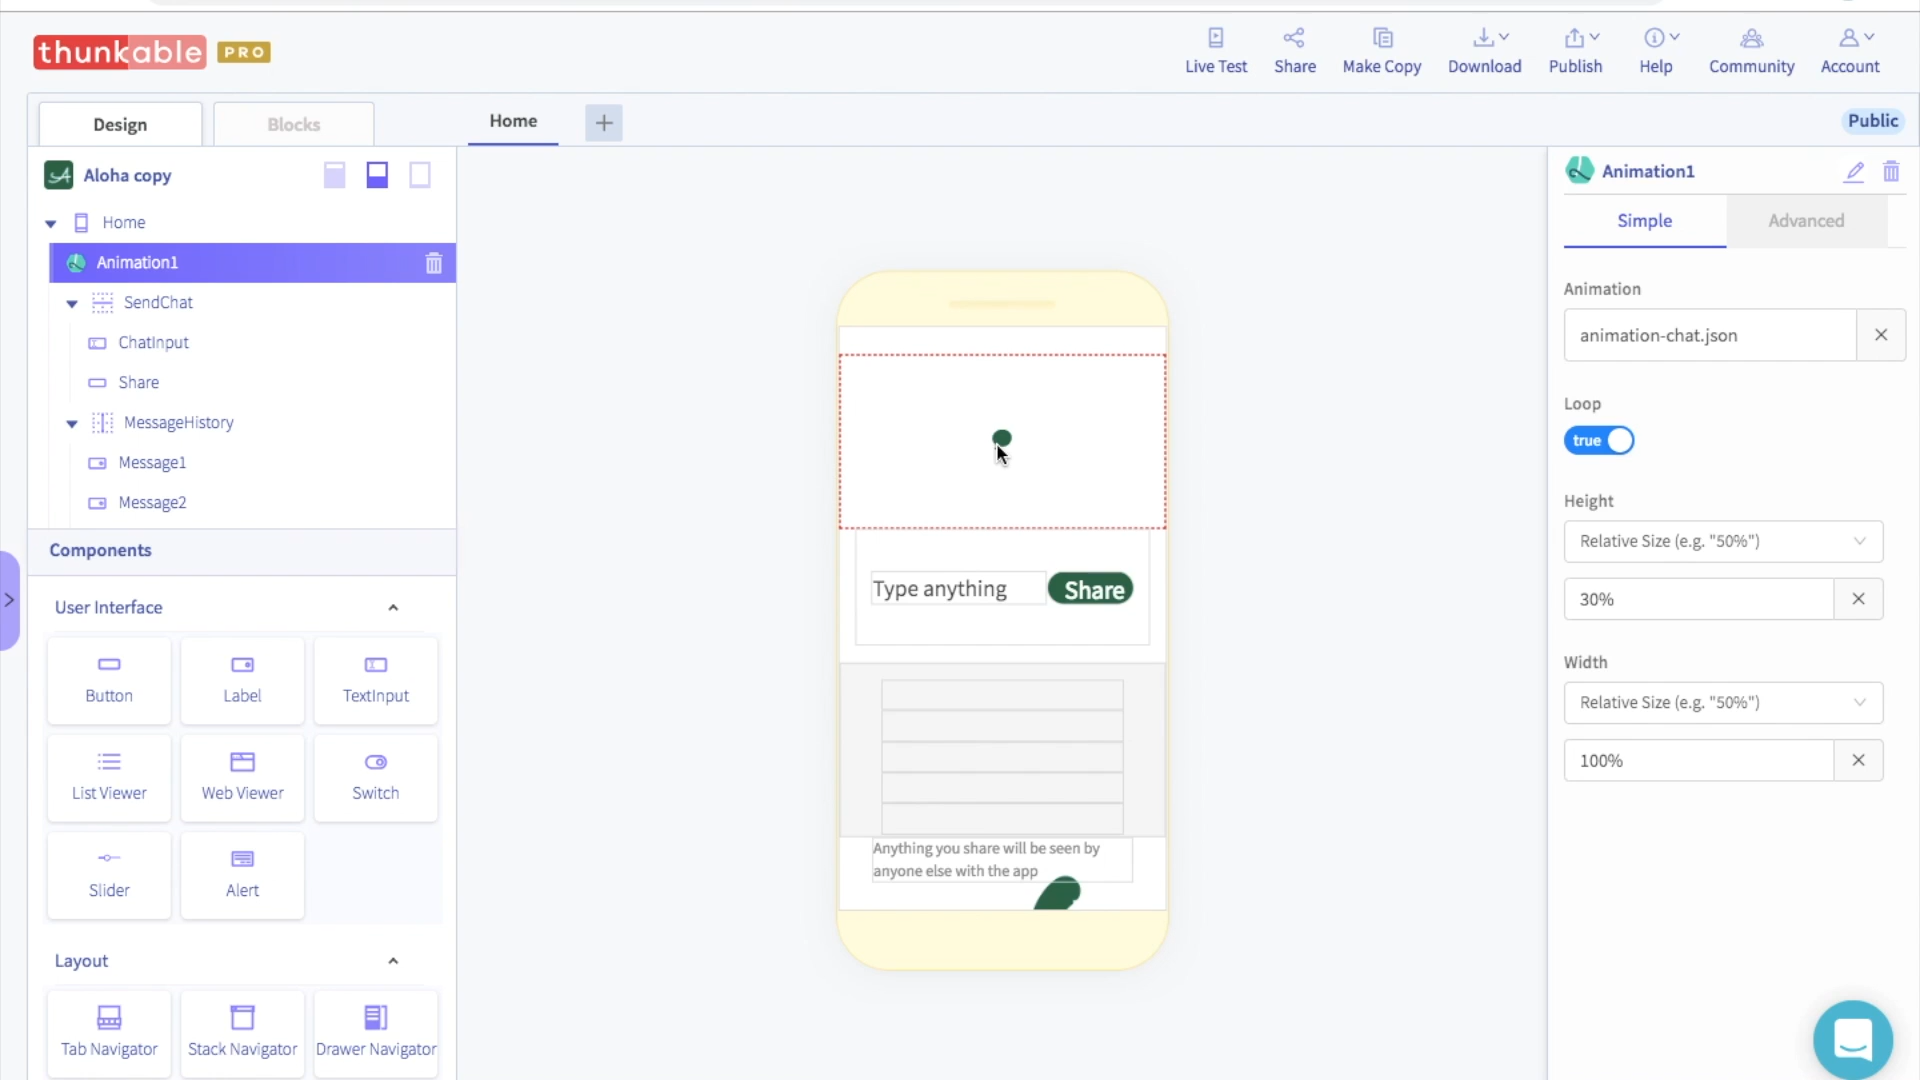 thunkable PRO
Live Test
Share
Make Copy
Download
Publish
Help
Community
Account
Design
Blocks
Home
Public
Aloha copy
Home
Animation1
SendChat
ChatInput
Share
MessageHistory
Message1
Message2
Components
User Interface
Button
Label
TextInput
List Viewer
Web Viewer
Switch
Slider
Alert
Layout
Tab Navigator
Stack Navigator
Drawer Navigator
Type anything
Share
Anything you share will be seen by
anyone else with the app
Animation1
Simple
Advanced
Animation
animation-chat.json
Loop
true
Height
Relative Size (e.g. "50%")
30%
Width
Relative Size (e.g. "50%")
100%